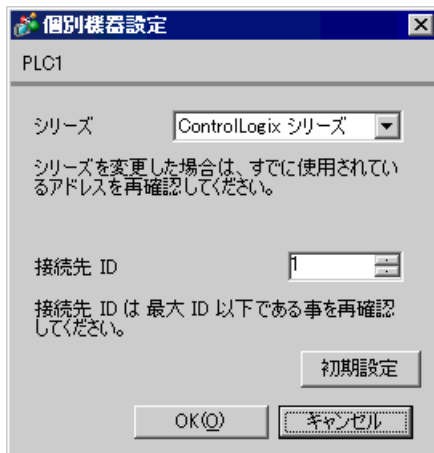 個別機器設定
PLC1
シリーズ
ControlLogix シリーズ
シリーズを変更した場合は、すでに使用されてい
るアドレスを再確認してください。
接続先 ID
1
接続先 ID は 最大 ID 以下である事を再確認
してください。
初期設定
OK(O)
キャンセル